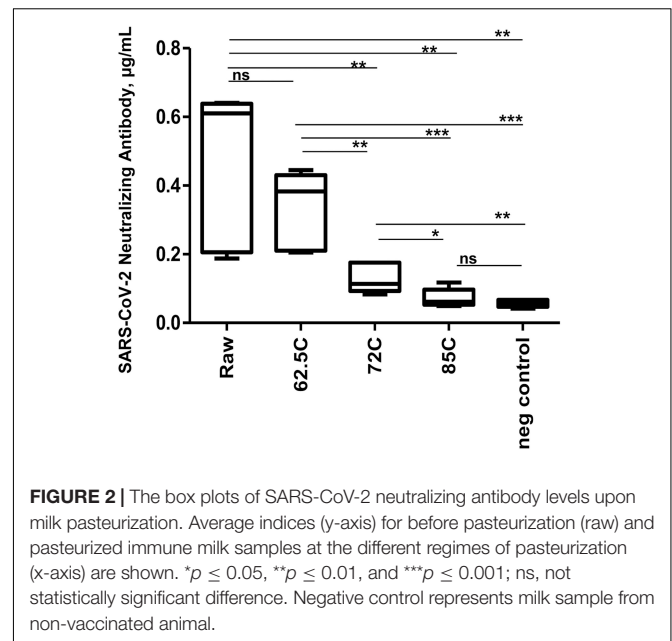 SARS-CoV-2 Neutralizing Antibody, µg/mL
0.8
0.6
0.4
0.2
0.0
**
**
**
ns
***
***
**
**
*
ns
Raw
62.5C
72C
85C
neg control
FIGURE 2 | The box plots of SARS-CoV-2 neutralizing antibody levels upon
milk pasteurization. Average indices (y-axis) for before pasteurization (raw) and
pasteurized immune milk samples at the different regimes of pasteurization
(x-axis) are shown. *p ≤ 0.05, **p ≤ 0.01, and ***p ≤ 0.001; ns, not
statistically significant difference. Negative control represents milk sample from
non-vaccinated animal.